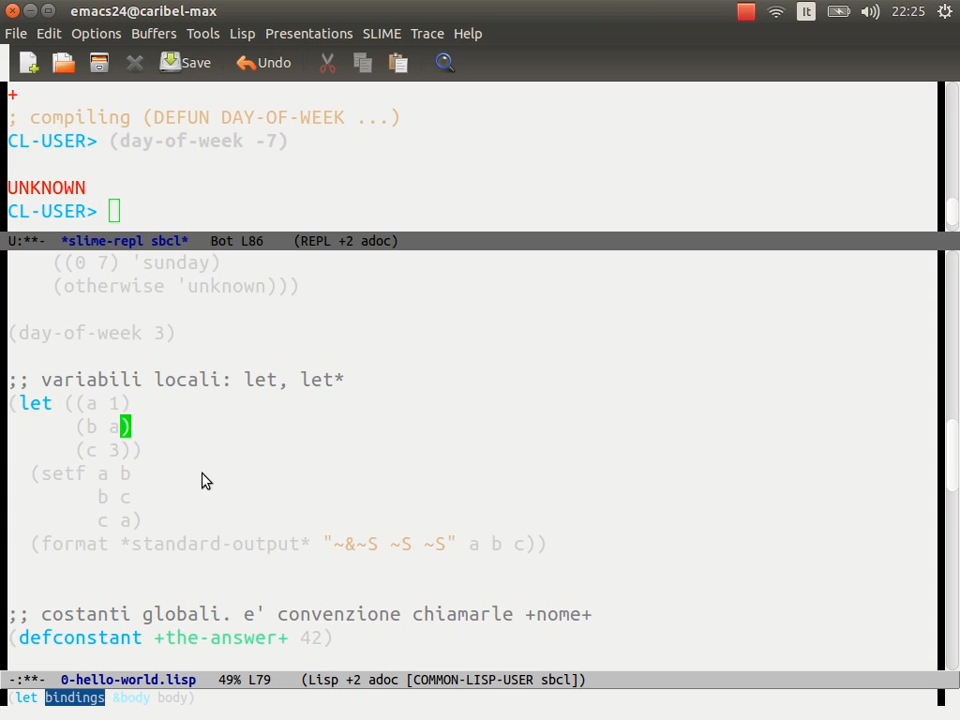 emacs24@caribel-max It 22:25
File Edit Options Buffers Tools Lisp Presentations SLIME Trace Help
Save Undo
+
; compiling (DEFUN DAY-OF-WEEK ...)
CL-USER> (day-of-week -7)
UNKNOWN
CL-USER>
U:**- *slime-repl sbcl* Bot L86 (REPL +2 adoc)
((0 7) 'sunday)
(otherwise 'unknown)))
(day-of-week 3)
;; variabili locali: let, let*
(let ((a 1)
(b a)
(c 3))
(setf a b
b c
c a)
(format *standard-output* "~&~S ~S ~S" a b c))
;; costanti globali. e' convenzione chiamarle +nome+
(defconstant +the-answer+ 42)
-:**- 0-hello-world.lisp 49% L79 (Lisp +2 adoc [COMMON-LISP-USER sbcl])
(let bindings &body body)